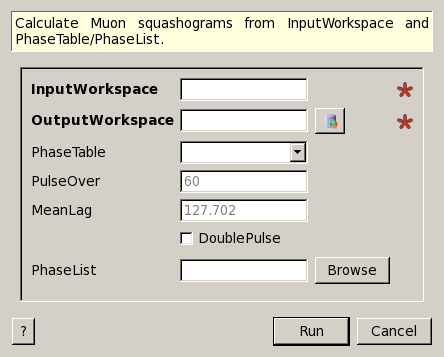 Calculate Muon squashograms from InputWorkspace and
PhaseTable/PhaseList.
InputWorkspace
OutputWorkspace
PhaseTable
PulseOver 60
MeanLag 127.702
DoublePulse
PhaseList Browse
? Run Cancel